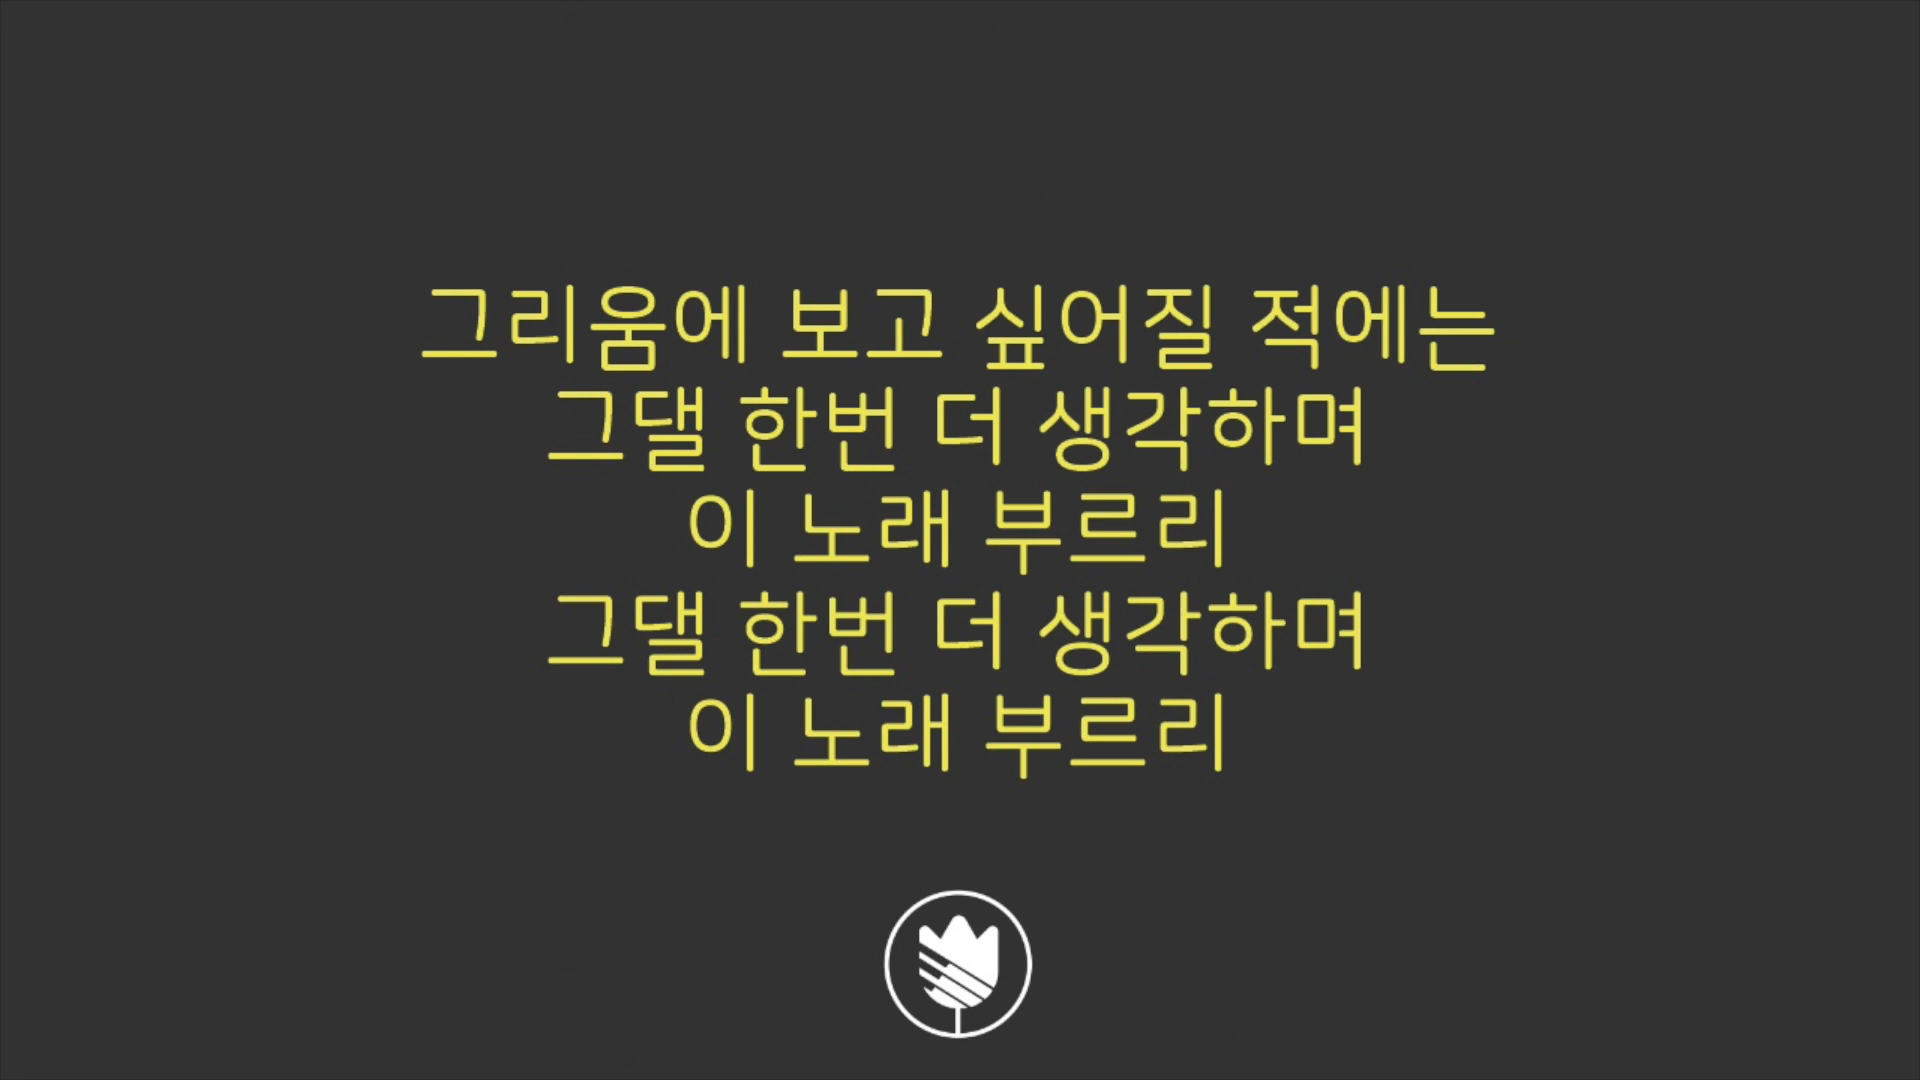 그리움에 보고 싶어질 적에는
그댈 한번 더 생각하며
이 노래 부르리
그댈 한번 더 생각하며
이 노래 부르리